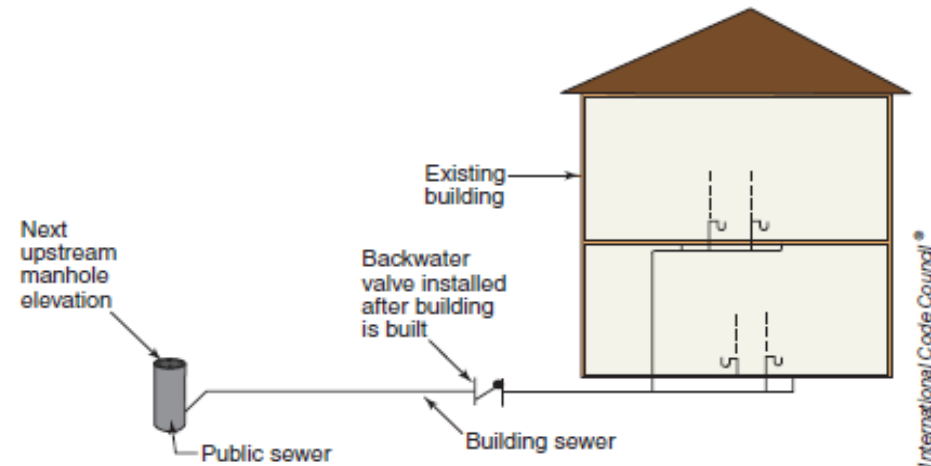 Existing
building
Next
upstream
manhole
elevation
Backwater
valve installed
after building
is built
Public sewer
Building sewer
International Code Council®